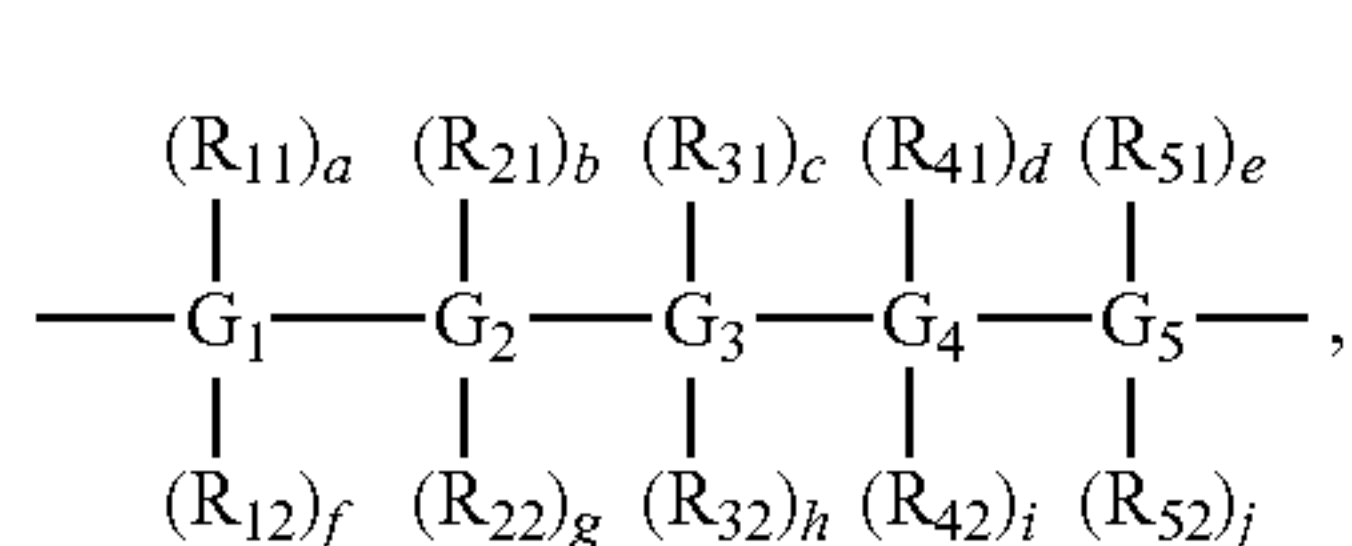 (R₁₁)ₐ (R₂₁)b (R₃₁)c (R₄₁)d (R₅₁)ₑ
G₁ G₂ G₃ G₄ G₅ ,
(R₁₂)f (R₂₂)g (R₃₂)h (R₄₂)i (R₅₂)j